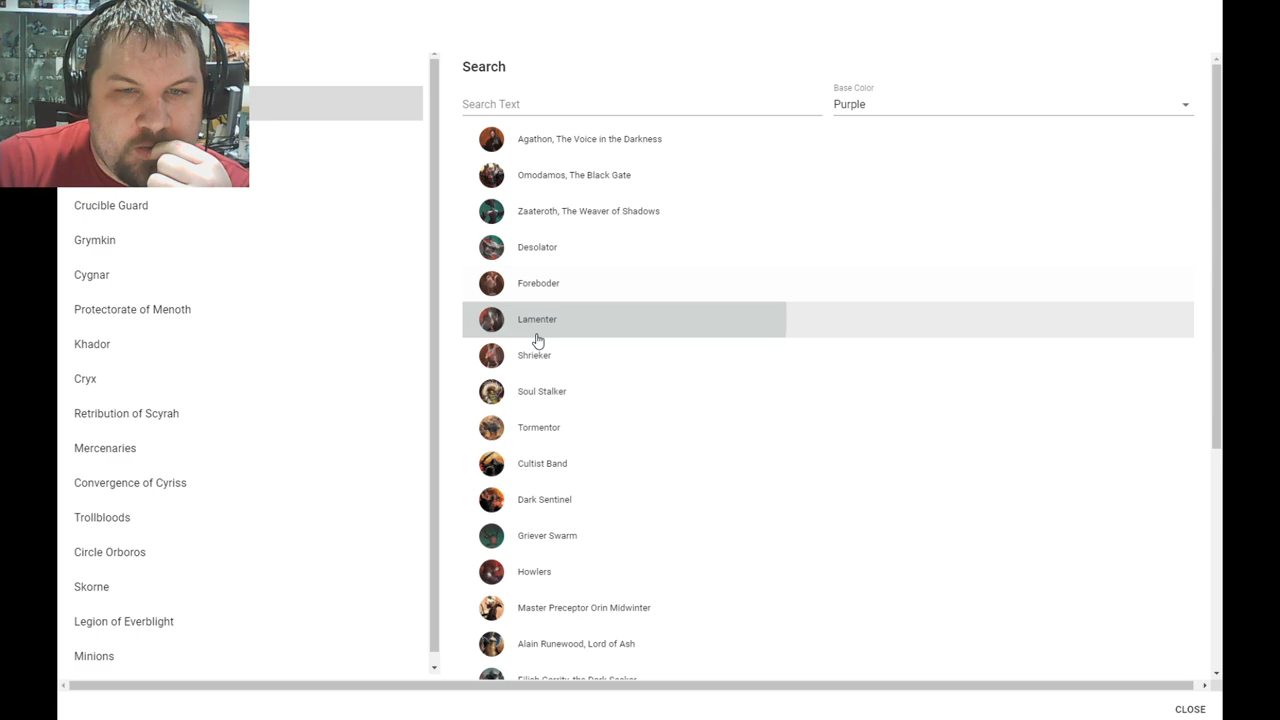 Search
Search Text
Base Color
Purple
Agathon, The Voice in the Darkness
Omodamos, The Black Gate
Zaateroth, The Weaver of Shadows
Desolator
Foreboder
Lamenter
Shrieker
Soul Stalker
Tormentor
Cultist Band
Dark Sentinel
Griever Swarm
Howlers
Master Preceptor Orin Midwinter
Alain Runewood, Lord of Ash
Crucible Guard
Grymkin
Cygnar
Protectorate of Menoth
Khador
Cryx
Retribution of Scyrah
Mercenaries
Convergence of Cyriss
Trollbloods
Circle Orboros
Skorne
Legion of Everblight
Minions
CLOSE